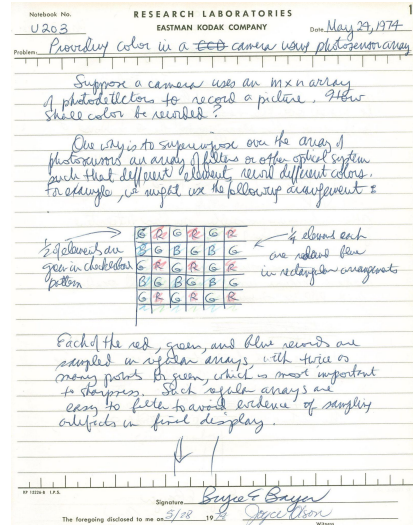 1
Notebook No. RESEARCH LABORATORIES
U203 EASTMAN KODAK COMPANY Date May 29, 1974
Problem: Providing color in a CCD camera using photosensor array
Suppose a camera uses an m x n array
of photodetectors to record a picture. How
shall color be recorded?
One way is to superimpose over the array of
photosensors an array of filters or other optical system
such that different elements record different colors.
For example, we might use the following arrangement:
G R G R G R
B G B G B G
G R G R G R
B G B G B G
G R G R G R
½ of elements are
green in checkerboard
pattern
¼ elements each
are red and blue
in rectangular arrangements
Each of the red, green, and blue records are
sampled in regular arrays with twice as
many points for green, which is most important
to sharpness. Such regular arrays are
easy to filter to avoid evidence of sampling
artifacts in final display.
Signature Bryce E Bayer
The foregoing disclosed to me on 5/28 19 Joyce
Witness